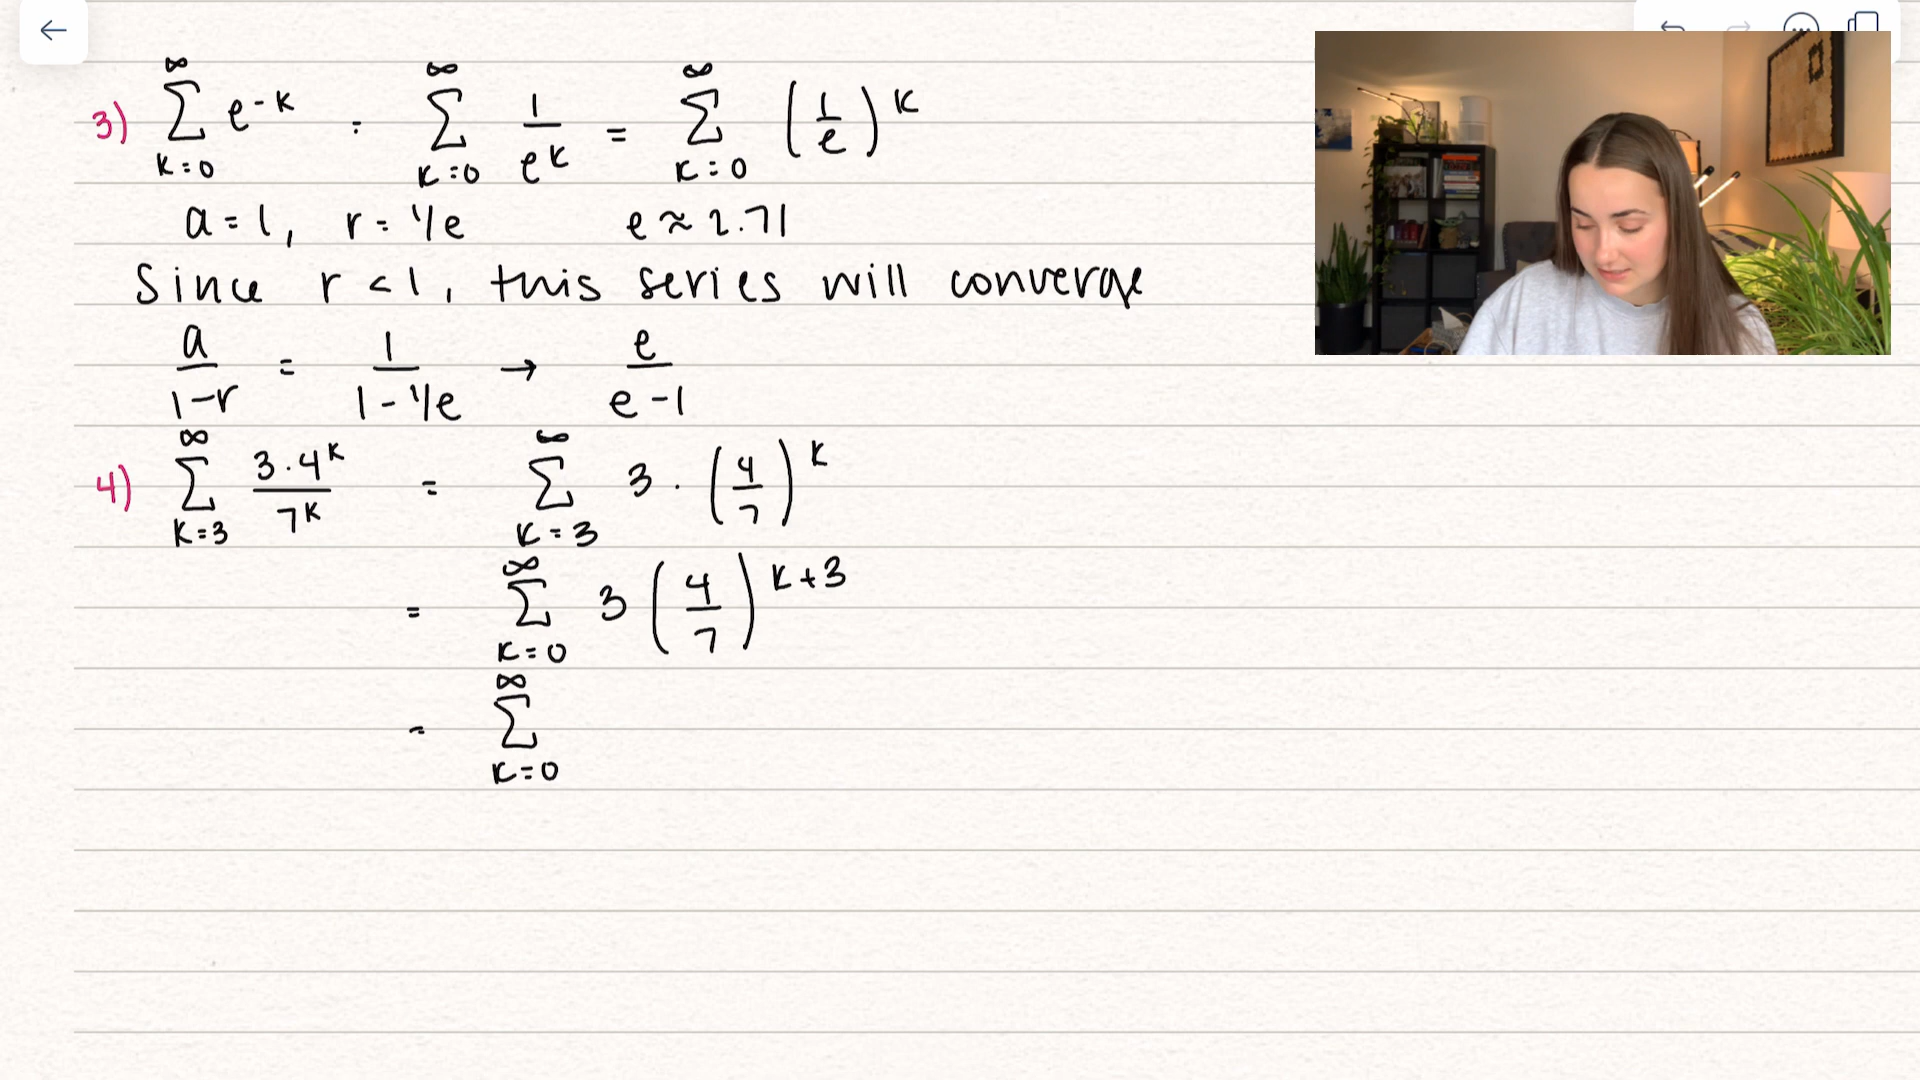 3) ∞ ∑ K=0 e^-K = ∞ ∑ K=0 1/e^K = ∞ ∑ K=0 (1/e)^K
a = 1, r = 1/e e ≈ 2.71
Since r < 1, this series will converge
a/(1-r) = 1/(1-1/e) → e/(e-1)
4) ∞ ∑ K=3 3·4^K/7^K = ∞ ∑ K=3 3·(4/7)^K
= ∞ ∑ K=0 3(4/7)^K+3
= ∞ ∑ K=0